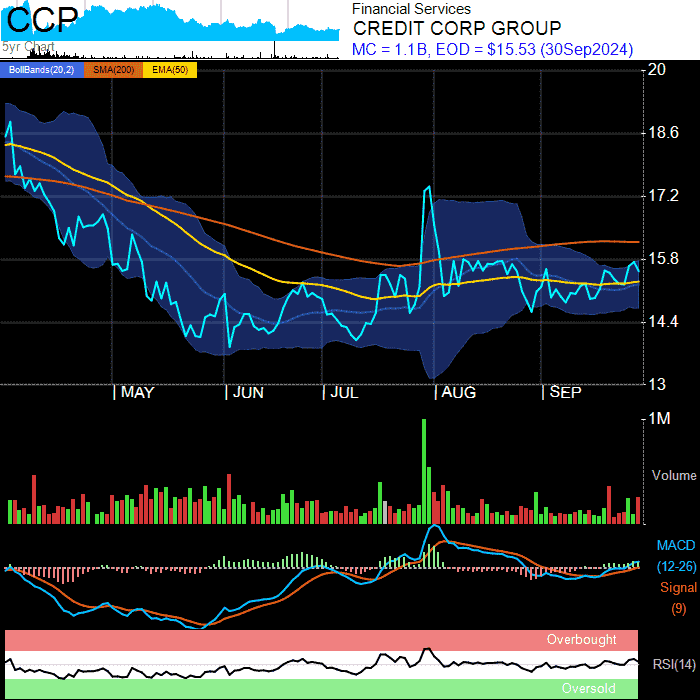 CCP
5yr Chart
Financial Services
CREDIT CORP GROUP
MC = 1.1B, EOD = $15.53 (30Sep2024)
BollBands(20,2) SMA(200) EMA(50)
20
18.6
17.2
15.8
14.4
13
MAY JUN JUL AUG SEP
1M
Volume
MACD
(12-26)
Signal
(9)
Overbought
RSI(14)
Oversold